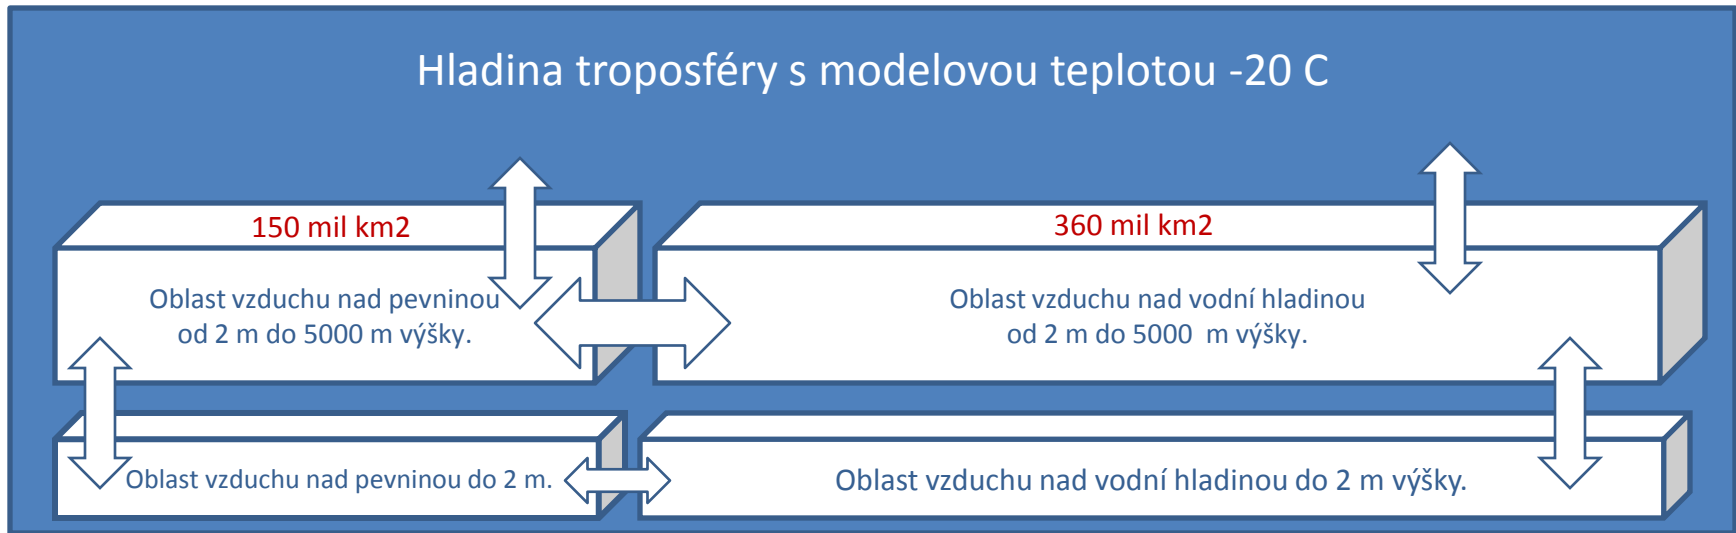 Hladina troposféry s modelovou teplotou -20 C
150 mil km2
360 mil km2
Oblast vzduchu nad pevninou
od 2 m do 5000 m výšky.
Oblast vzduchu nad vodní hladinou
od 2 m do 5000  m výšky.
Oblast vzduchu nad pevninou do 2 m.
Oblast vzduchu nad vodní hladinou do 2 m výšky.